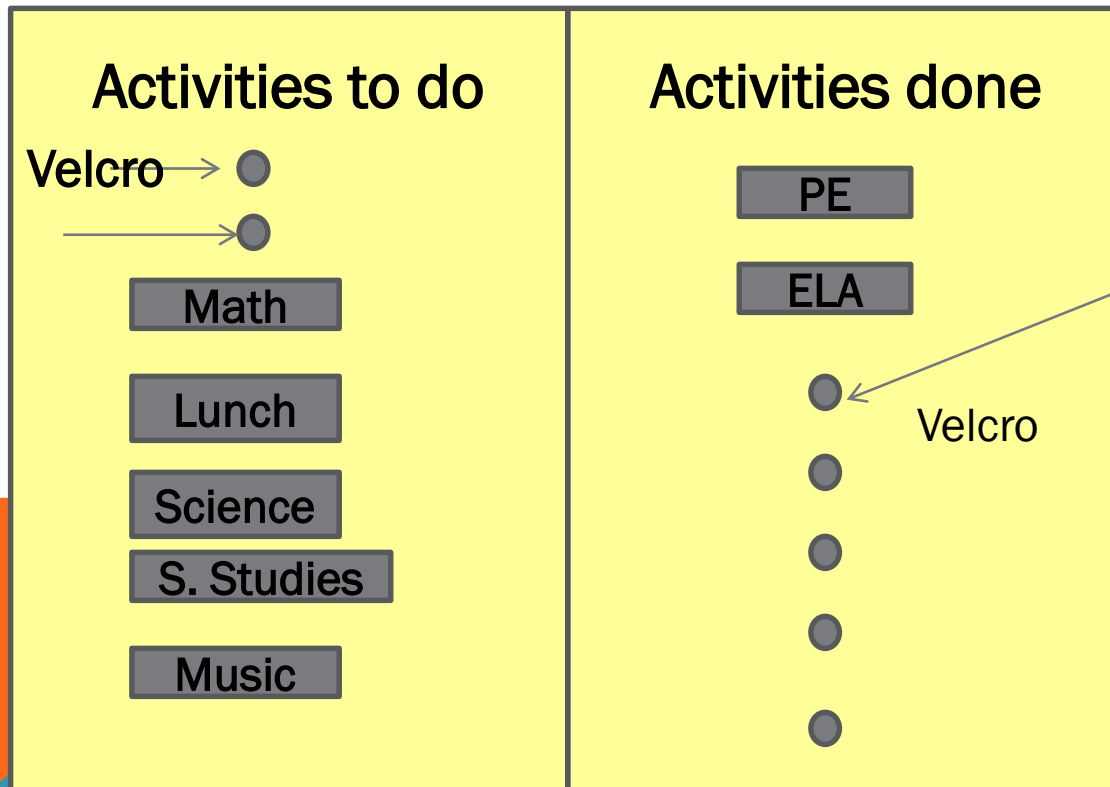 Activities to do
Velcro
Math
Lunch
Science
S. Studies
Music
Activities done
PE
ELA
Velcro